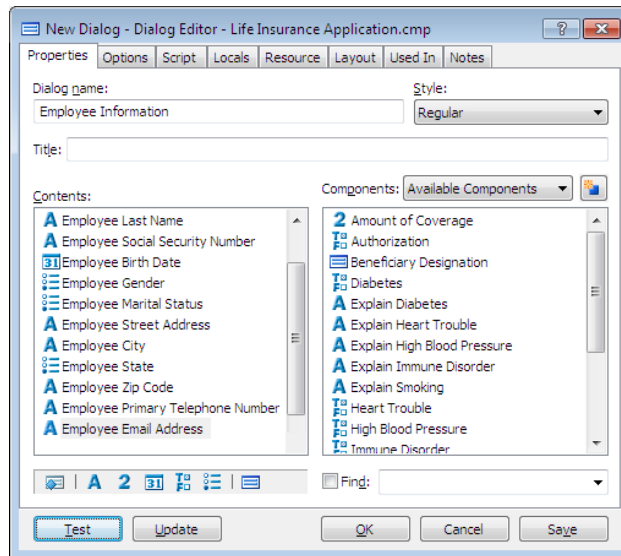 New Dialog - Dialog Editor - Life Insurance Application.cmp
Properties Options Script Locals Resource Layout Used In Notes
Dialog name: Style:
Employee Information Regular
Title:
Contents: Components: Available Components
Employee Last Name
Employee Social Security Number
Employee Birth Date
Employee Gender
Employee Marital Status
Employee Street Address
Employee City
Employee State
Employee Zip Code
Employee Primary Telephone Number
Employee Email Address
Amount of Coverage
Authorization
Beneficiary Designation
Diabetes
Explain Diabetes
Explain Heart Trouble
Explain High Blood Pressure
Explain Immune Disorder
Explain Smoking
Heart Trouble
High Blood Pressure
Immune Disorder
A 2 31 Find:
Test Update OK Cancel Save